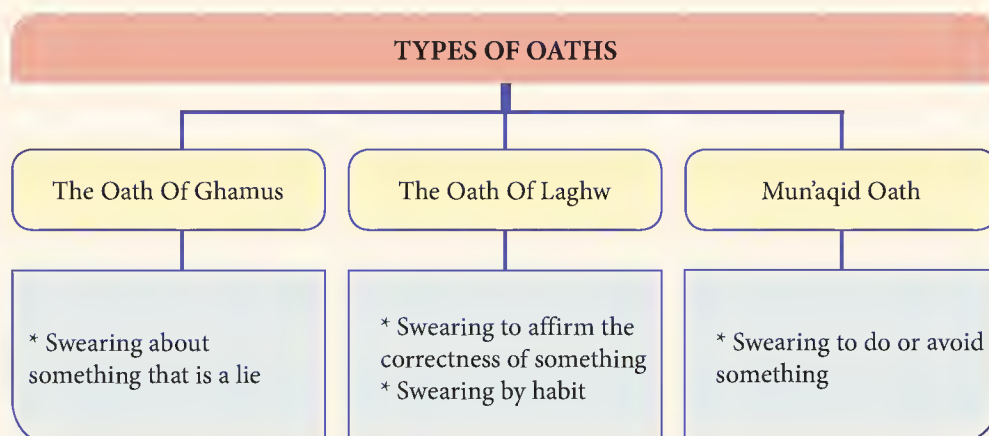 TYPES OF OATHS
The Oath Of Ghamus
The Oath Of Laghw
Mun'aqid Oath
* Swearing about
something that is a lie
* Swearing to affirm the
correctness of something
* Swearing by habit
* Swearing to do or avoid
something